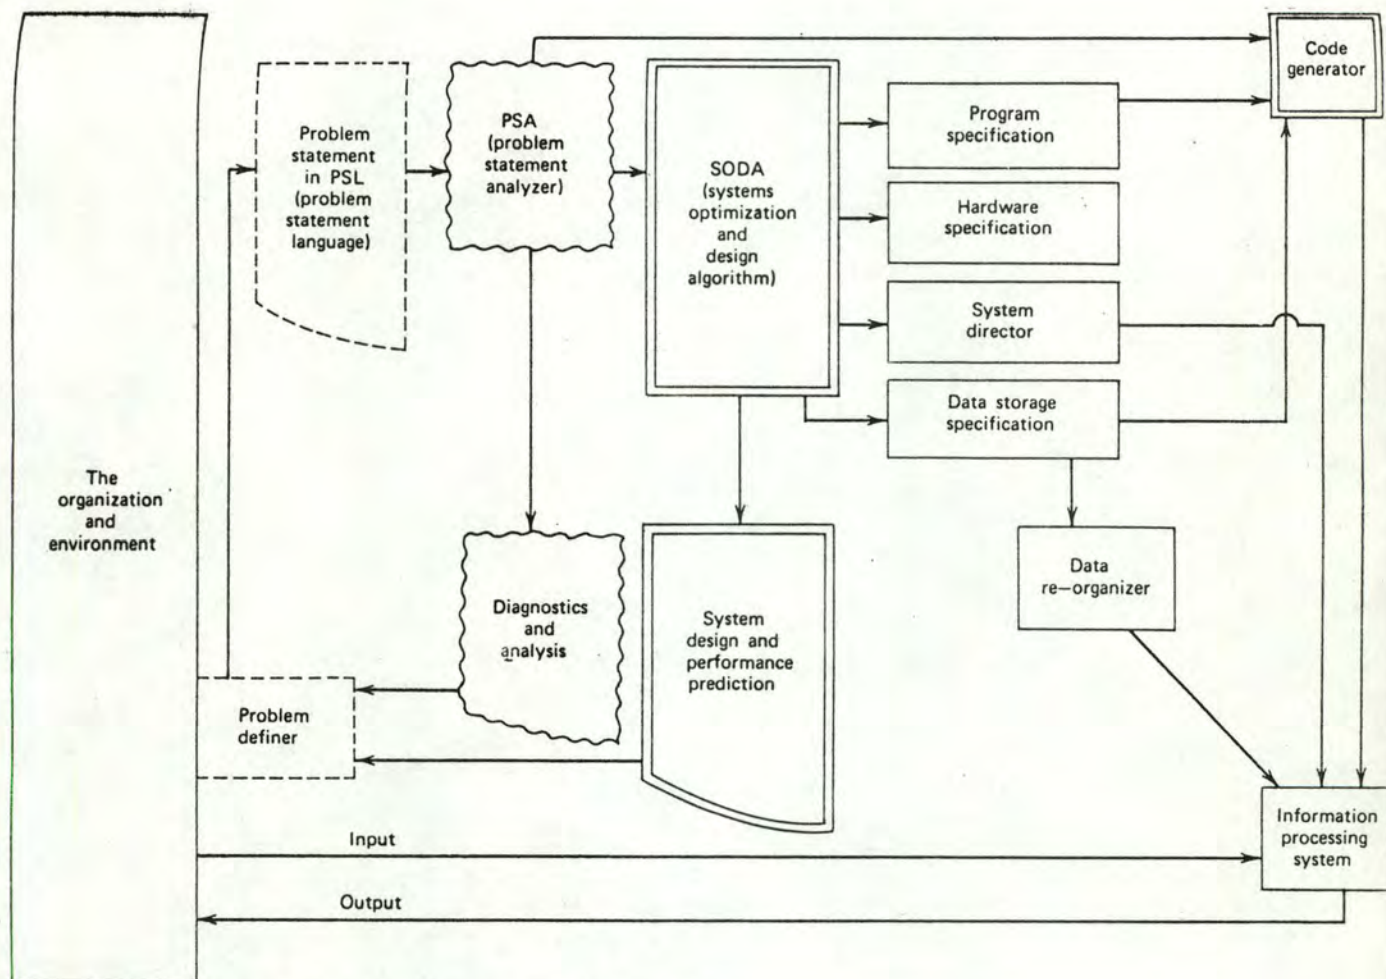 The
organization
and
environment
Problem
statement
in PSL
(problem
statement
language)
PSA
(problem
statement
analyzer)
SODA
(systems
optimization
and
design
algorithm)
Program
specification
Hardware
specification
System
director
Data storage
specification
Code
generator
Diagnostics
and
analysis
System
design and
performance
prediction
Data
re-organizer
Problem
definer
Input
Output
Information
processing
system